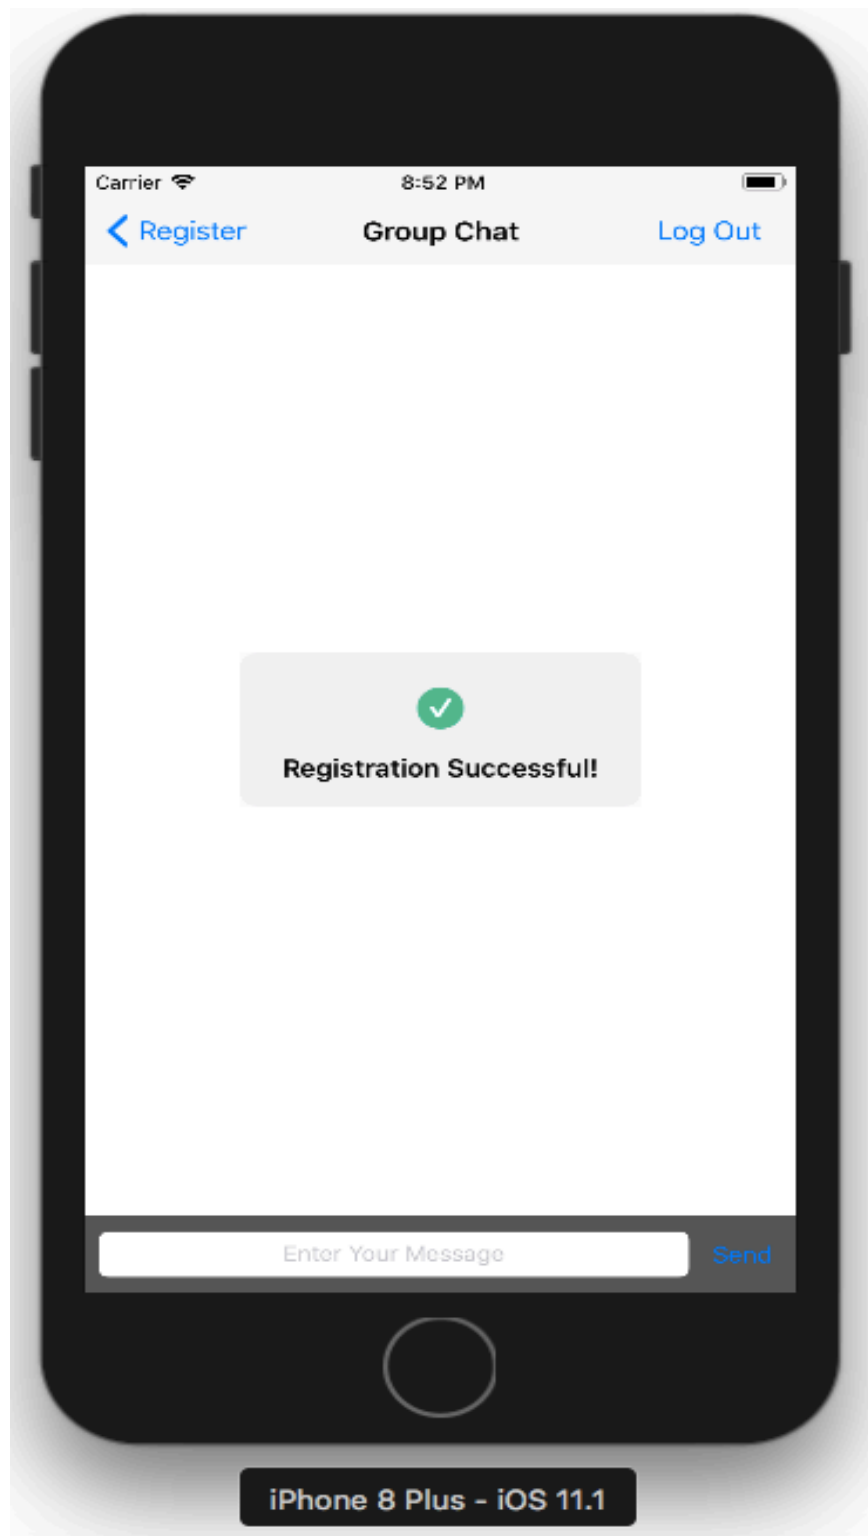 Carrier 8:52 PM
Register Group Chat Log Out
Registration Successful!
Enter Your Message Send
iPhone 8 Plus - iOS 11.1